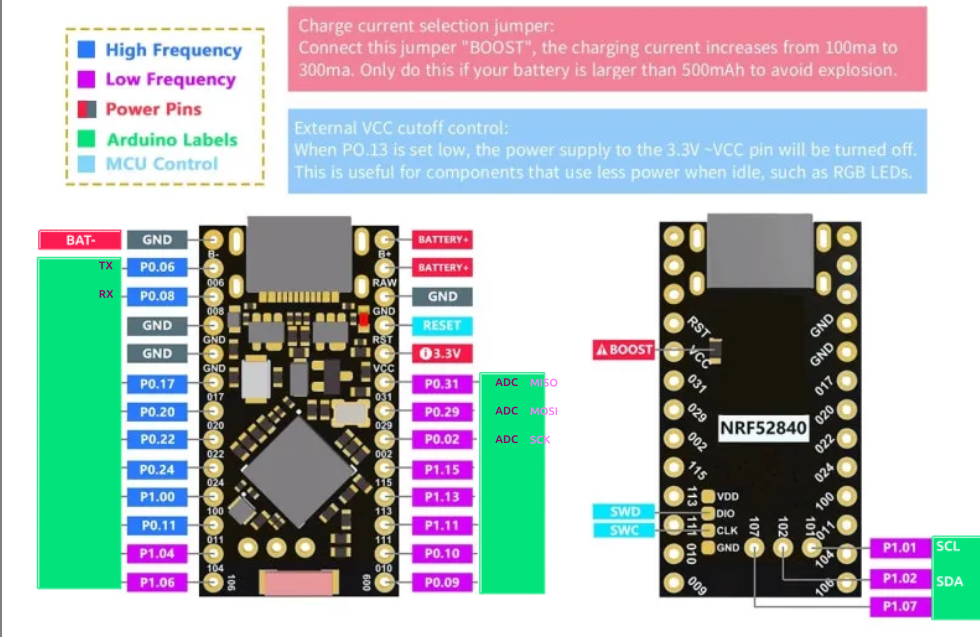 High Frequency
Low Frequency
Power Pins
Arduino Labels
MCU Control
Charge current selection jumper:
Connect this jumper "BOOST", the charging current increases from 100ma to
300ma. Only do this if your battery is larger than 500mAh to avoid explosion.
External VCC cutoff control:
When PO.13 is set low, the power supply to the 3.3V ~VCC pin will be turned off.
This is useful for components that use less power when idle, such as RGB LEDs.
BAT-
GND
TX
P0.06
RX
P0.08
GND
GND
P0.17
P0.20
P0.22
P0.24
P1.00
P0.11
P1.04
P1.06
B-
006
008
GND
GND
017
020
022
024
100
011
104
106
B+
RAW
GND
RST
VCC
031
029
002
115
113
111
010
009
BATTERY+
BATTERY+
GND
RESET
3.3V
P0.31
ADC MISO
P0.29
ADC MOSI
P0.02
ADC SCK
P1.15
P1.13
P1.11
P0.10
P0.09
BOOST
RST
VCC
031
029
002
115
113
111
010
009
GND
GND
017
020
022
024
100
011
104
106
NRF52840
SWD
SWC
VDD
DIO
CLK
GND
107
102
101
P1.01
SCL
P1.02
SDA
P1.07